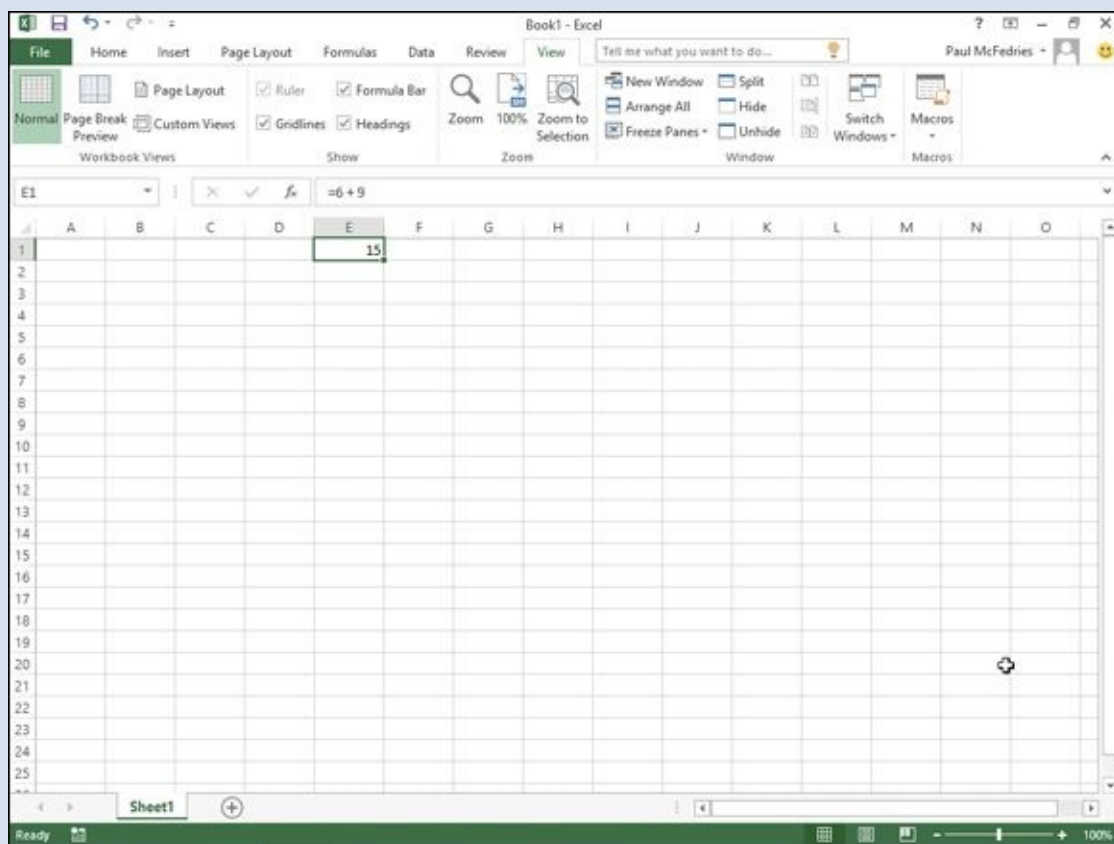 Book1 - Excel
File Home Insert Page Layout Formulas Data Review View Tell me what you want to do... Paul McFedries
Normal Page Break Preview Page Layout Custom Views
Workbook Views
Ruler Formula Bar
Gridlines Headings
Show
Zoom 100% Zoom to Selection
Zoom
New Window Split
Arrange All Hide
Freeze Panes Unhide
Switch Windows
Window
Macros
Macros
E1 fx =6 + 9
A B C D E F G H I J K L M N O
1 15
2
3
4
5
6
7
8
9
10
11
12
13
14
15
16
17
18
19
20
21
22
23
24
25
Sheet1
Ready 100%